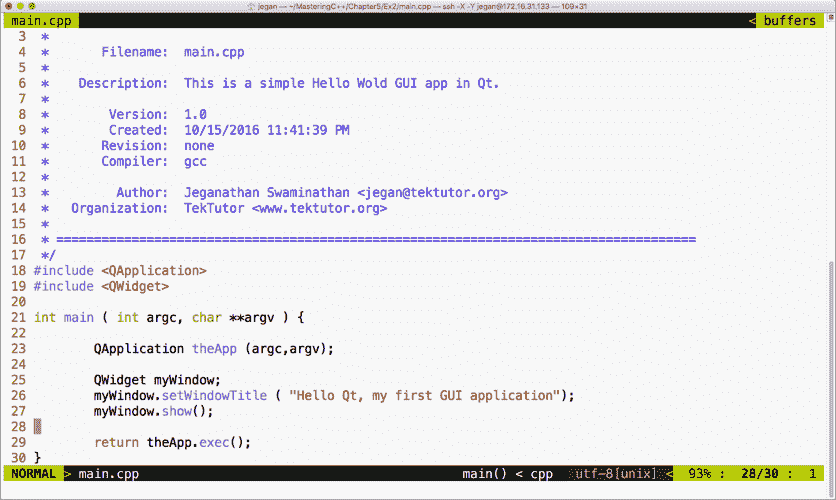 jegan — ~/MasteringC++/Chapter5/Ex2/main.cpp — ssh -X -Y jegan@172.16.31.133 — 109×31
main.cpp < buffers
3 *
4 *       Filename:  main.cpp
5 *
6 *    Description:  This is a simple Hello Wold GUI app in Qt.
7 *
8 *        Version:  1.0
9 *        Created:  10/15/2016 11:41:39 PM
10 *       Revision:  none
11 *       Compiler:  gcc
12 *
13 *         Author:  Jeganathan Swaminathan <jegan@tektutor.org>
14 *   Organization:  TekTutor <www.tektutor.org>
15 *
16 * =====================================================================================
17 */
18 #include <QApplication>
19 #include <QWidget>
20
21 int main ( int argc, char **argv ) {
22
23         QApplication theApp (argc,argv);
24
25         QWidget myWindow;
26         myWindow.setWindowTitle ( "Hello Qt, my first GUI application");
27         myWindow.show();
28
29         return theApp.exec();
30 }
NORMAL > main.cpp main() < cpp utf-8[unix] < 93% : 28/30 : 1